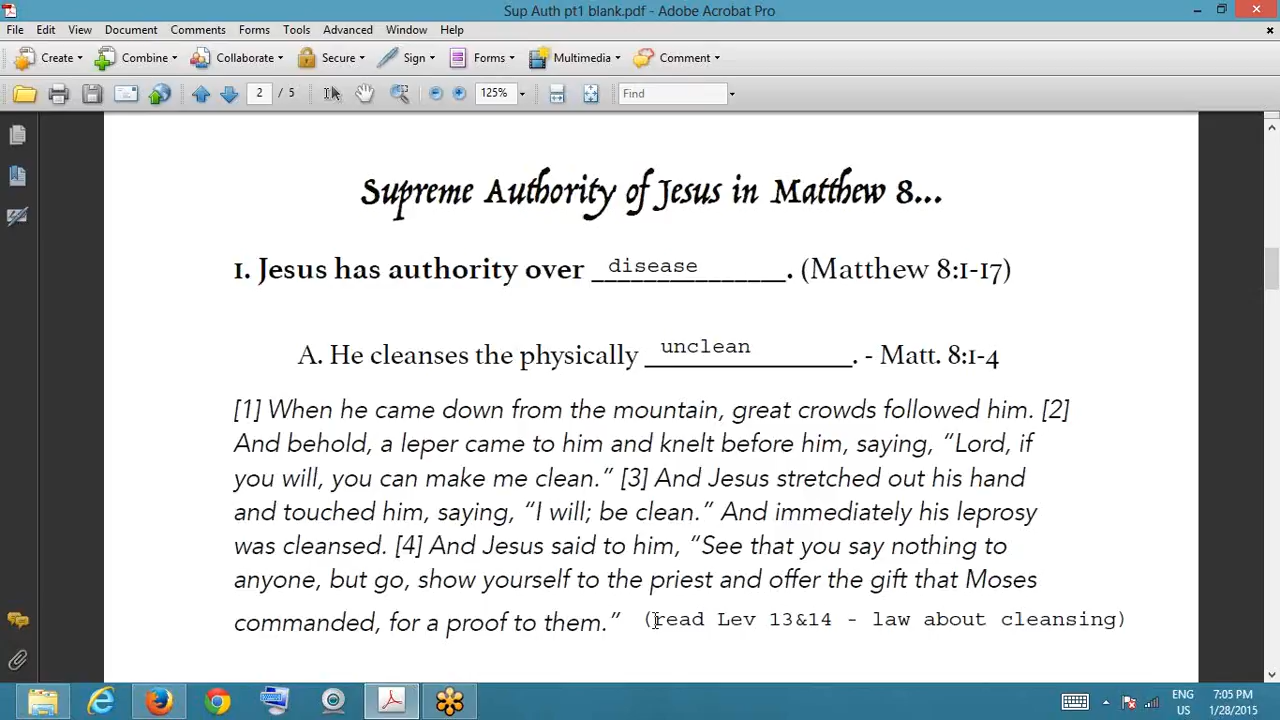 Sup Auth pt1 blank.pdf - Adobe Acrobat Pro
File Edit View Document Comments Forms Tools Advanced Window Help
Create Combine Collaborate Secure Sign Forms Multimedia Comment
2 / 5 125% Find
Supreme Authority of Jesus in Matthew 8...
1. Jesus has authority over disease. (Matthew 8:1-17)
A. He cleanses the physically unclean. - Matt. 8:1-4
[1] When he came down from the mountain, great crowds followed him. [2]
And behold, a leper came to him and knelt before him, saying, “Lord, if
you will, you can make me clean.” [3] And Jesus stretched out his hand
and touched him, saying, “I will; be clean.” And immediately his leprosy
was cleansed. [4] And Jesus said to him, “See that you say nothing to
anyone, but go, show yourself to the priest and offer the gift that Moses
commanded, for a proof to them.” (read Lev 13&14 - law about cleansing)
ENG 7:05 PM
US 1/28/2015